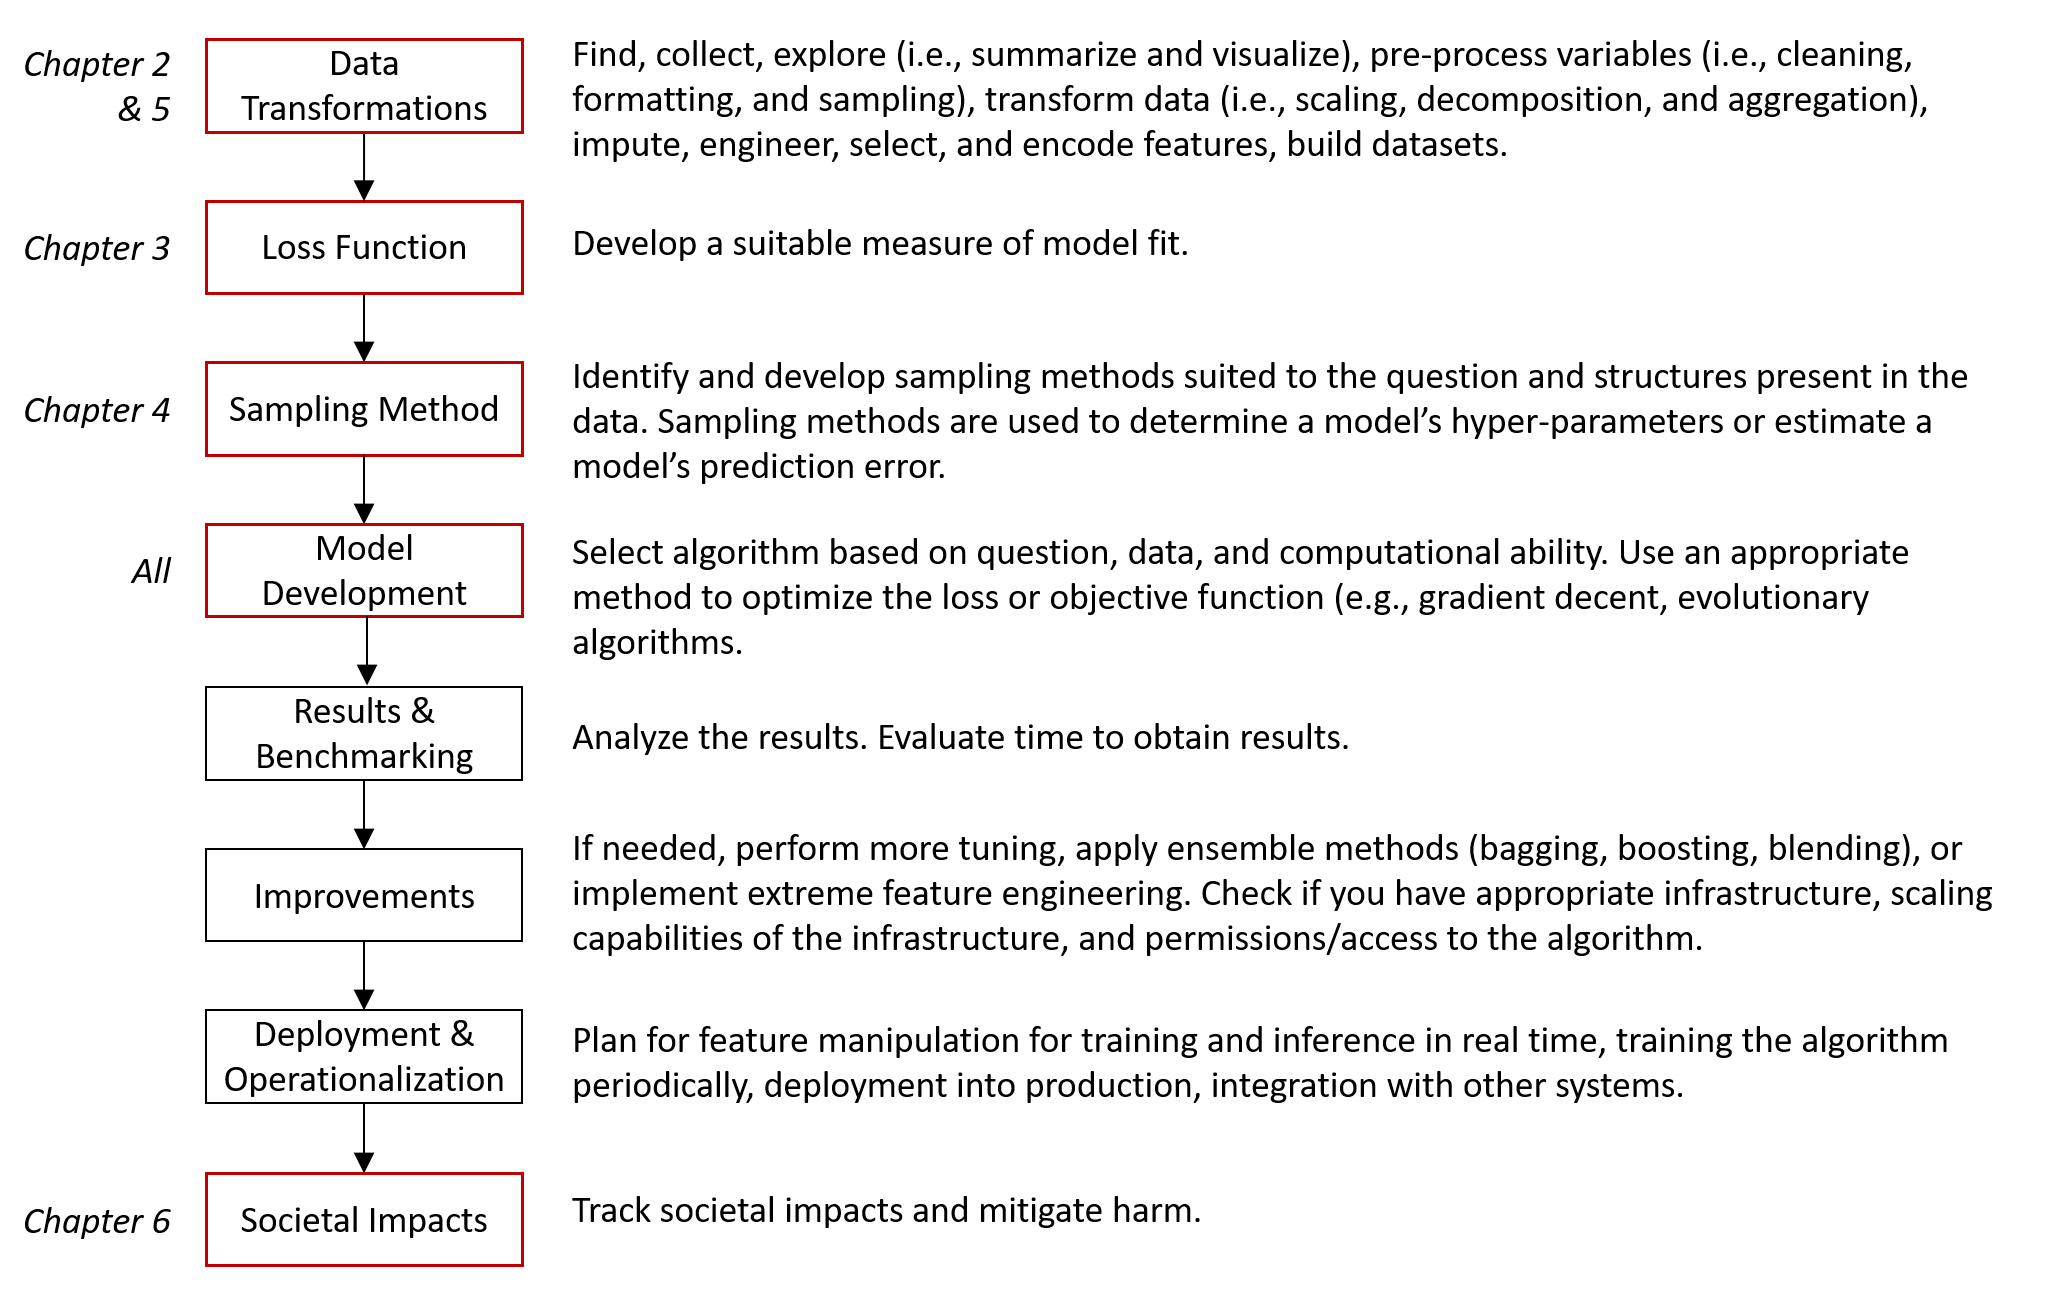 Chapter 2
& 5
Data
Transformations
Find, collect, explore (i.e., summarize and visualize), pre-process variables (i.e., cleaning,
formatting, and sampling), transform data (i.e., scaling, decomposition, and aggregation),
impute, engineer, select, and encode features, build datasets.
Chapter 3
Loss Function
Develop a suitable measure of model fit.
Chapter 4
Sampling Method
Identify and develop sampling methods suited to the question and structures present in the
data. Sampling methods are used to determine a model’s hyper-parameters or estimate a
model’s prediction error.
All
Model
Development
Select algorithm based on question, data, and computational ability. Use an appropriate
method to optimize the loss or objective function (e.g., gradient decent, evolutionary
algorithms.
Results &
Benchmarking
Analyze the results. Evaluate time to obtain results.
Improvements
If needed, perform more tuning, apply ensemble methods (bagging, boosting, blending), or
implement extreme feature engineering. Check if you have appropriate infrastructure, scaling
capabilities of the infrastructure, and permissions/access to the algorithm.
Deployment &
Operationalization
Plan for feature manipulation for training and inference in real time, training the algorithm
periodically, deployment into production, integration with other systems.
Chapter 6
Societal Impacts
Track societal impacts and mitigate harm.